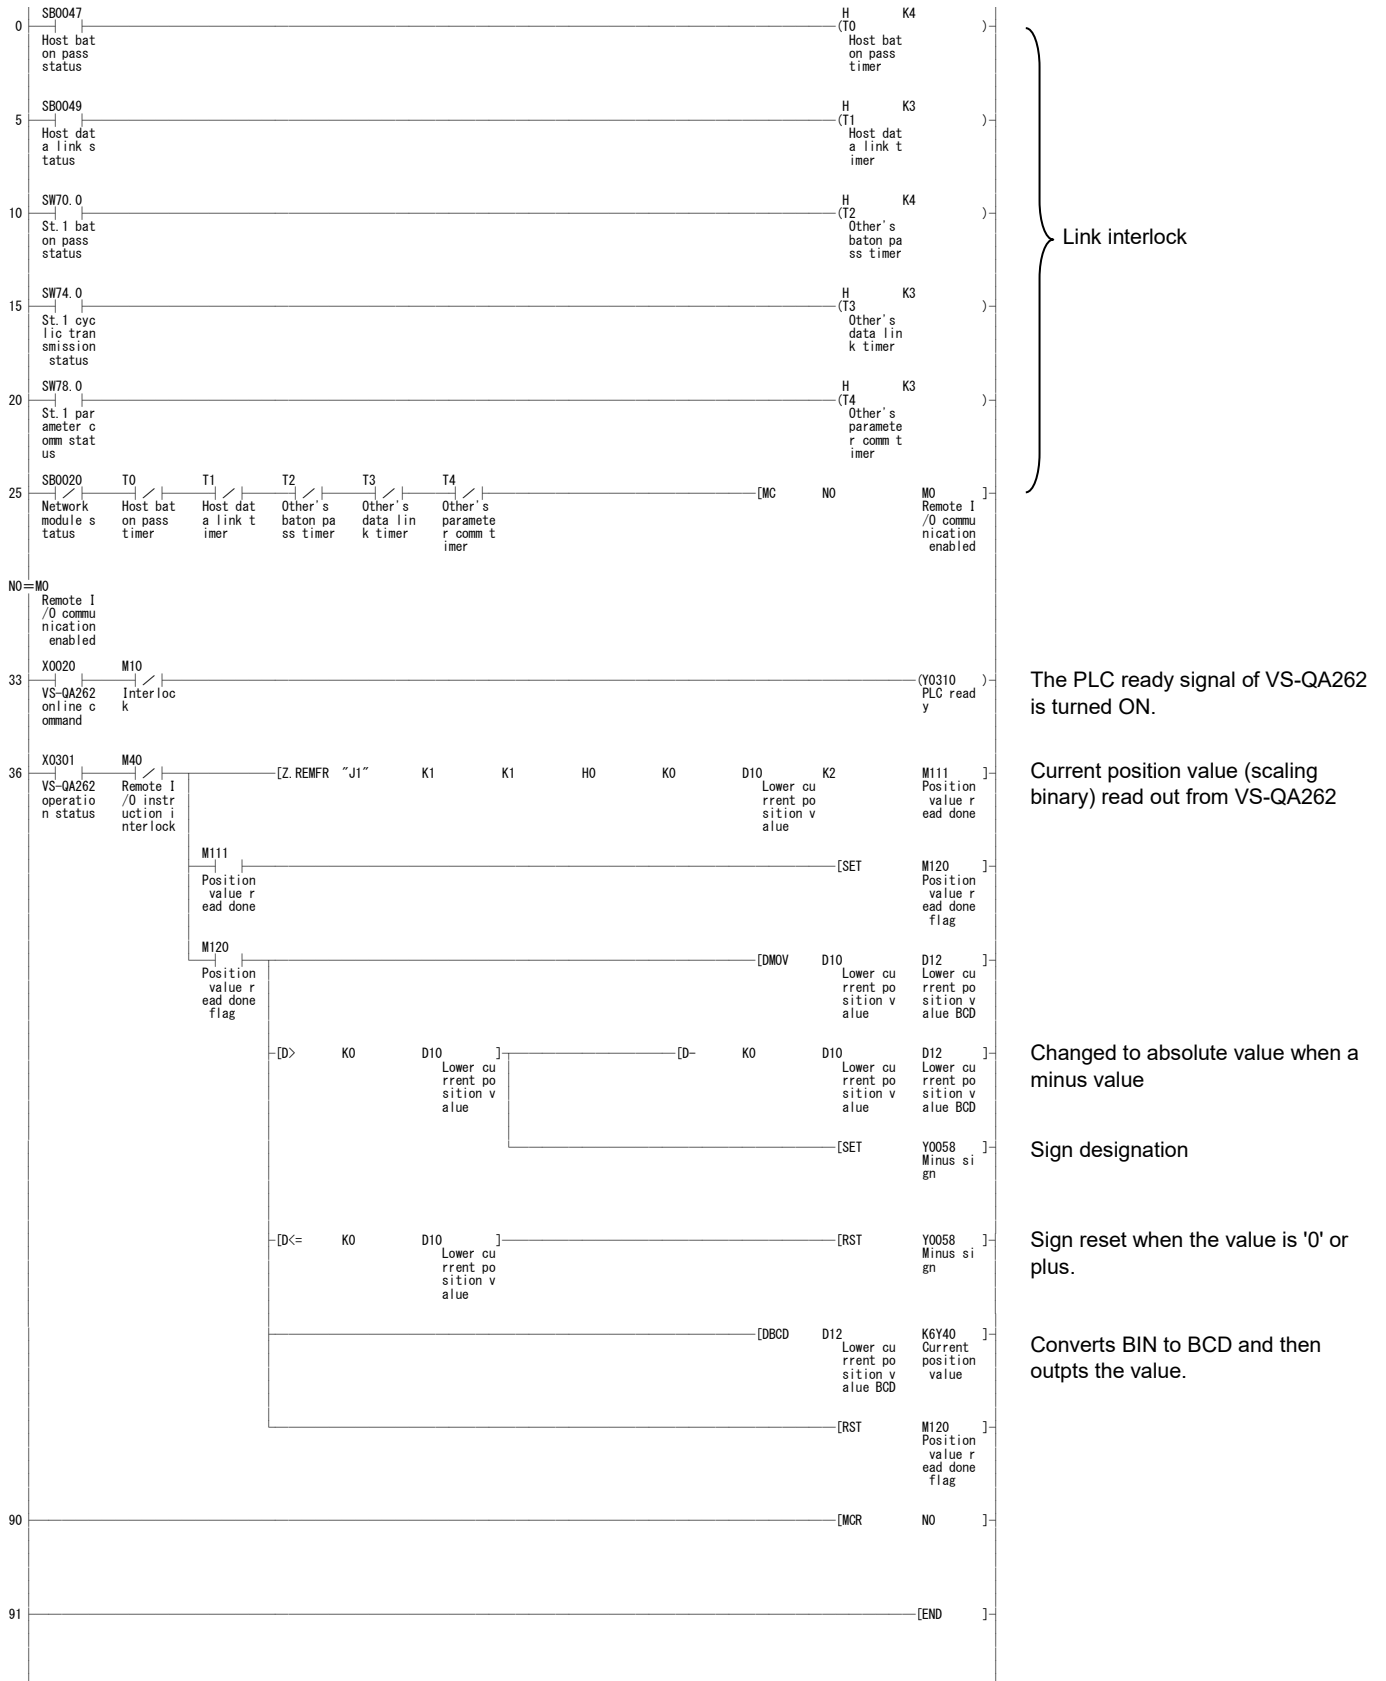 SB0047 H K4
0 (T0 )
Host bat Host bat
on pass on pass
status timer
SB0049 H K3
5 (T1 )
Host dat Host dat
a link s a link t
tatus imer
SW70.0 H K4
10 (T2 )
St.1 bat Other's
on pass baton pa
status ss timer
Link interlock
SW74.0 H K3
15 (T3 )
St.1 cyc Other's
lic tran data lin
smission k timer
status
SW78.0 H K3
20 (T4 )
St.1 par Other's
ameter c paramete
omm stat r comm t
us imer
SB0020 T0 T1 T2 T3 T4
25 [MC N0 M0 ]
Network Host bat Host dat Other's Other's Other's Remote I
module s on pass a link t baton pa data lin paramete /O commu
tatus timer imer ss timer k timer r comm t nication
imer enabled
N0=M0
Remote I
/O commu
nication
enabled
X0020 M10
33 (Y0310 ) The PLC ready signal of VS-QA262
VS-QA262 Interloc PLC read is turned ON.
online c k y
ommand
X0301 M40
36 [Z.REMFR "J1" K1 K1 H0 K0 D10 K2 M111 ] Current position value (scaling
VS-QA262 Remote I Lower cu Position binary) read out from VS-QA262
operatio /O instr rrent po value r
n status uction i sition v ead done
nterlock alue
M111
[SET M120 ]
Position Position
value r value r
ead done ead done
flag
M120
[DMOV D10 D12 ]
Position Lower cu Lower cu
value r rrent po rrent po
ead done sition v sition v
flag alue alue BCD
[D> K0 D10 ] [D- K0 D10 D12 ] Changed to absolute value when a
Lower cu Lower cu Lower cu minus value
rrent po rrent po rrent po
sition v sition v sition v
alue alue alue BCD
[SET Y0058 ] Sign designation
Minus si
gn
[D<= K0 D10 ] [RST Y0058 ] Sign reset when the value is '0' or
Lower cu Minus si plus.
rrent po gn
sition v
alue
[DBCD D12 K6Y40 ] Converts BIN to BCD and then
Lower cu Current outpts the value.
rrent po position
sition v value
alue BCD
[RST M120 ]
Position
value r
ead done
flag
90 [MCR N0 ]
91 [END ]